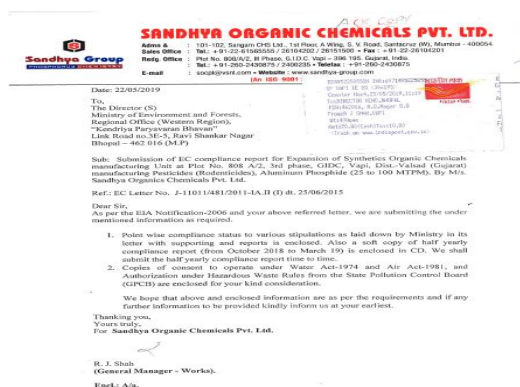 ACK COPY
SANDHYA ORGANIC CHEMICALS PVT. LTD.
Sandhya Group
Adms & : 101-102, Sangam CHS Ltd., 1st Floor, A Wing, S. V. Road, Santacruz (W), Mumbai - 400054.
Sales Office : Tel.: + 91-22-61565555 / 26104202 / 26151500 • Fax : + 91-22-26104201
Redg. Office : Plot No. 808/A/2, III Phase, G.I.D.C. Vapi - 396 195. Gujarat, India.
: Tel.: + 91-260-2430875 / 2400235 • Telefax : + 91-260-2430875
E-mail : socpl@vsnl.com • Website : www.sandhya-group.com
(An ISO 9001
Date: 22/05/2019
To,
The Director (S)
Ministry of Environment and Forests,
Regional Office (Western Region),
"Kendriya Paryavaran Bhavan"
Link Road no.3E-5, Ravi Shankar Nagar
Bhopal – 462 016 (M.P)
Sub: Submission of EC compliance report for Expansion of Synthetics Organic Chemicals
manufacturing Unit at Plot No. 808 A/2, 3rd phase, GIDC, Vapi, Dist.-Valsad (Gujarat)
manufacturing Pesticides (Rodenticides), Aluminum Phosphide (25 to 100 MTPM). By M/s.
Sandhya Organics Chemicals Pvt. Ltd.
Ref.: EC Letter No. J-11011/481/2011-IA.II (I) dt. 25/06/2015
Dear Sir,
As per the EIA Notification-2006 and your above referred letter, we are submitting the under
mentioned information as required.
1. Point wise compliance status to various stipulations as laid down by Ministry in its
letter with supporting and reports is enclosed. Also a soft copy of half yearly
compliance report (from October 2018 to March 19) is enclosed in CD. We shall
submit the half yearly compliance report time to time.
2. Copies of consent to operate under Water Act-1974 and Air Act-1981, and
Authorization under Hazardous Waste Rules from the State Pollution Control Board
(GPCB) are enclosed for your kind consideration.
We hope that above and enclosed information are as per the requirements and if any
further information to be provided kindly inform us at your earliest.
Thanking you,
Yours truly,
For Sandhya Organic Chemicals Pvt. Ltd.
R. J. Shah
(General Manager - Works).
Encl.: A/a.